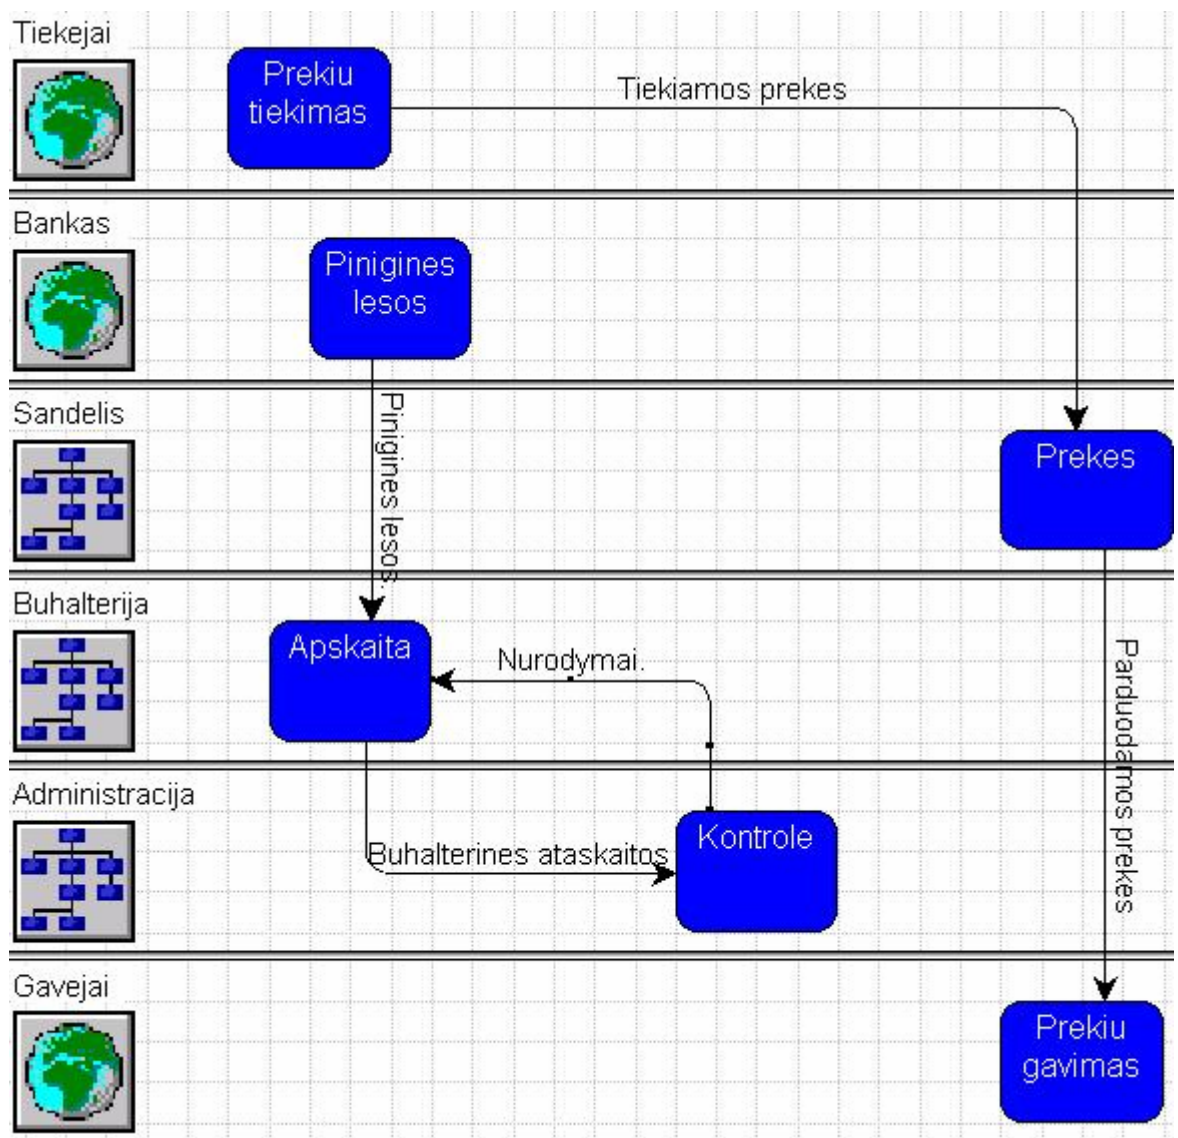 Tiekejai
Prekiu
tiekimas
Tiekiamos prekes
Bankas
Pinigines
lesos
Pinigines lesos.
Sandelis
Prekes
Buhalterija
Apskaita
Nurodymai.
Parduodamos prekes
Administracija
Kontrole
Buhalterines ataskaitos
Gavejai
Prekiu
gavimas